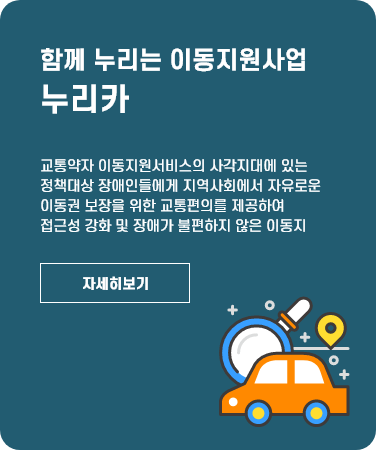 함께 누리는 이동지원사업
누리카
교통약자 이동지원서비스의 사각지대에 있는
정책대상 장애인들에게 지역사회에서 자유로운
이동권 보장을 위한 교통편의를 제공하여
접근성 강화 및 장애가 불편하지 않은 이동지
자세히보기